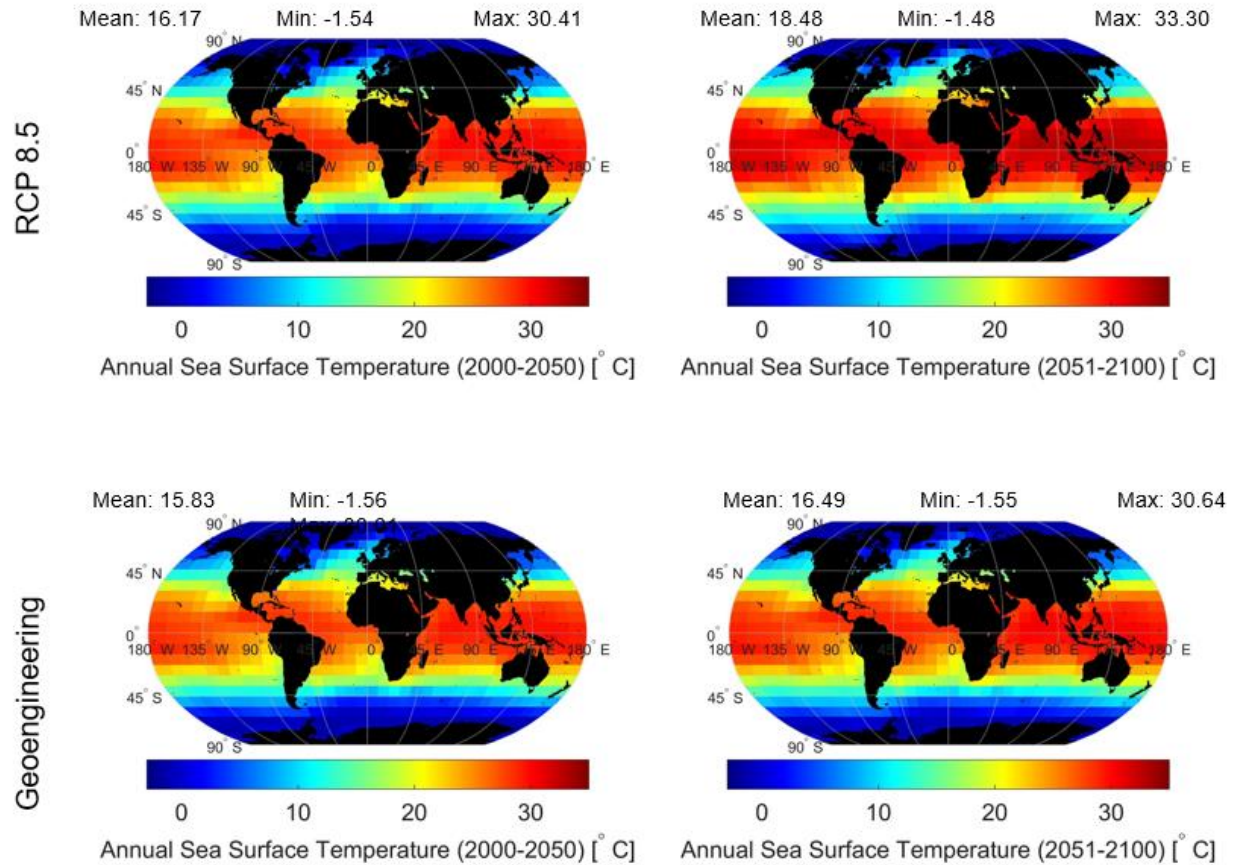 Mean: 16.17 Min: -1.54 Max: 30.41
90° N
45° N
0°
180° W 135° W 90° W 45° W 0° 45° E 90° E 135° E 180° E
45° S
90° S
0 10 20 30
Annual Sea Surface Temperature (2000-2050) [° C]
Mean: 18.48 Min: -1.48 Max: 33.30
90° N
45° N
0°
180° W 135° W 90° W 45° W 0° 45° E 90° E 135° E 180° E
45° S
90° S
0 10 20 30
Annual Sea Surface Temperature (2051-2100) [° C]
RCP 8.5
Mean: 15.83 Min: -1.56
90° N
45° N
0°
180° W 135° W 90° W 45° W 0° 45° E 90° E 135° E 180° E
45° S
90° S
0 10 20 30
Annual Sea Surface Temperature (2000-2050) [° C]
Mean: 16.49 Min: -1.55 Max: 30.64
90° N
45° N
0°
180° W 135° W 90° W 45° W 0° 45° E 90° E 135° E 180° E
45° S
90° S
0 10 20 30
Annual Sea Surface Temperature (2051-2100) [° C]
Geoengineering